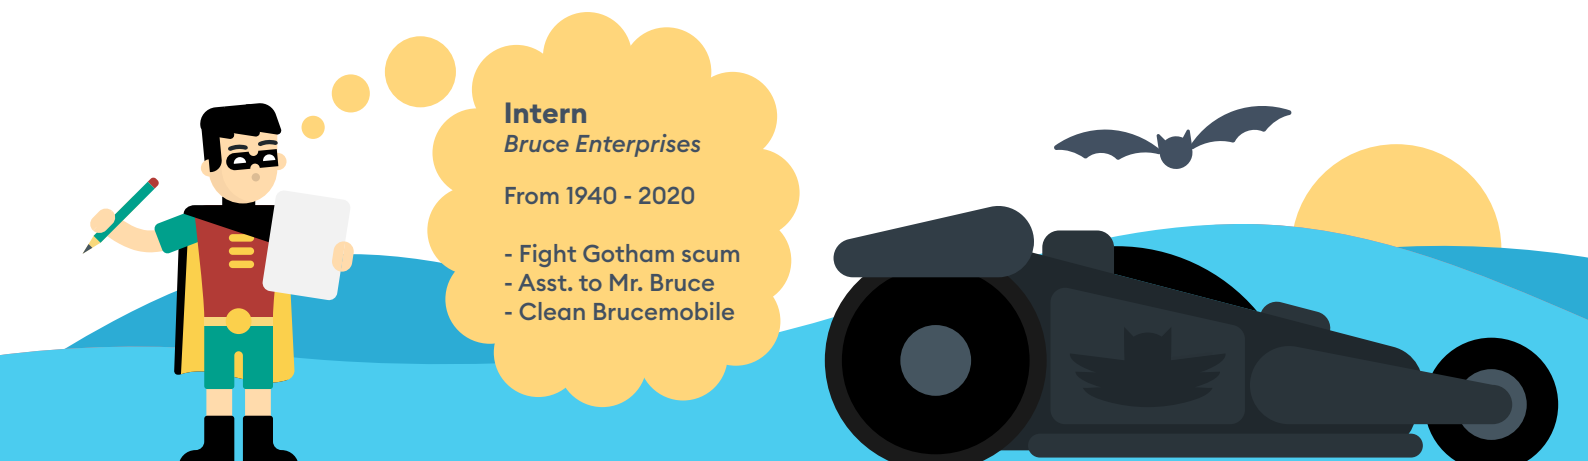 Intern
Bruce Enterprises
From 1940 - 2020
- Fight Gotham scum
- Asst. to Mr. Bruce
- Clean Brucemobile